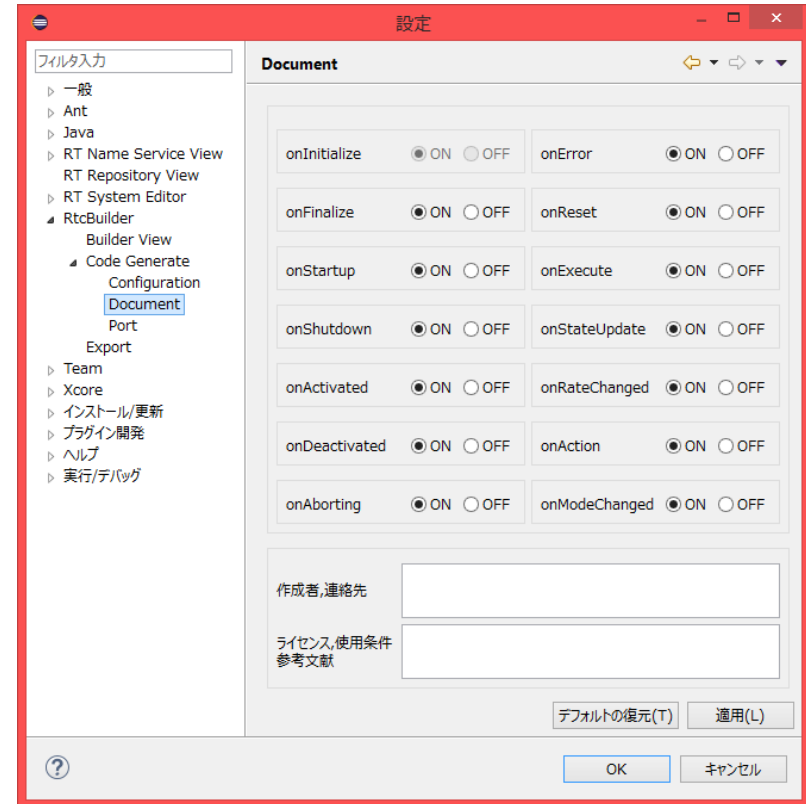 設定
フィルタ入力
一般
Ant
Java
RT Name Service View
RT Repository View
RT System Editor
RtcBuilder
Builder View
Code Generate
Configuration
Document
Port
Export
Team
Xcore
インストール/更新
プラグイン開発
ヘルプ
実行/デバッグ
Document
onInitialize ON OFF onError ON OFF
onFinalize ON OFF onReset ON OFF
onStartup ON OFF onExecute ON OFF
onShutdown ON OFF onStateUpdate ON OFF
onActivated ON OFF onRateChanged ON OFF
onDeactivated ON OFF onAction ON OFF
onAborting ON OFF onModeChanged ON OFF
作成者,連絡先
ライセンス,使用条件
参考文献
デフォルトの復元(T) 適用(L)
? OK キャンセル